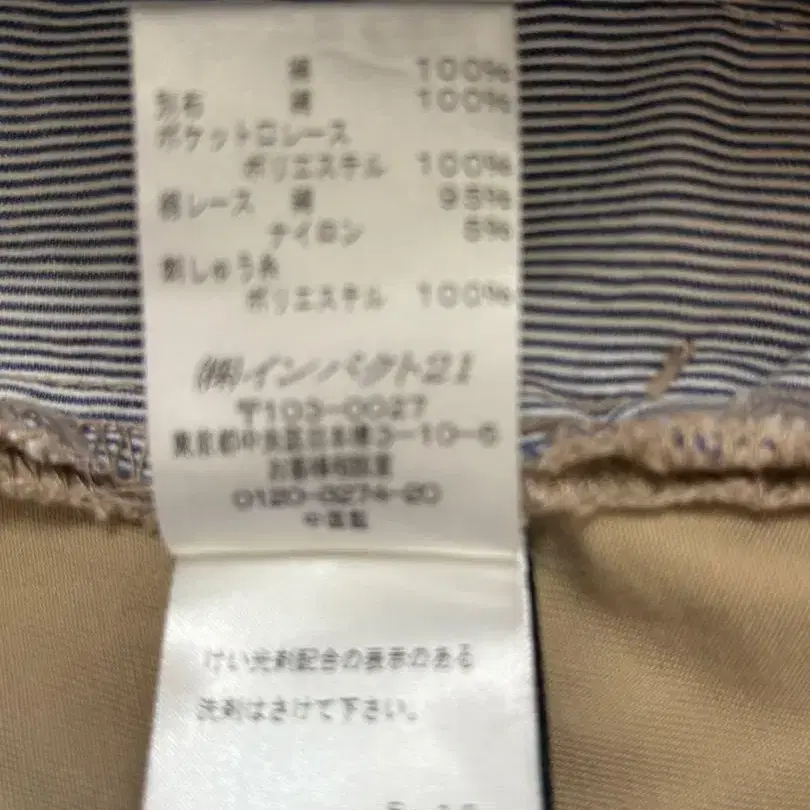 綿 100%
別布 綿 100%
ポケット口レース
ポリエステル 100%
綿 95%
ナイロン 5%
刺しゅう糸
ポリエステル 100%
㈱インパクト21
〒103-0027
東京都中央区日本橋3-10-5
お客様相談室
0120-0274-20
中国製
けい光剤配合の表示のある
洗剤はさけて下さい。